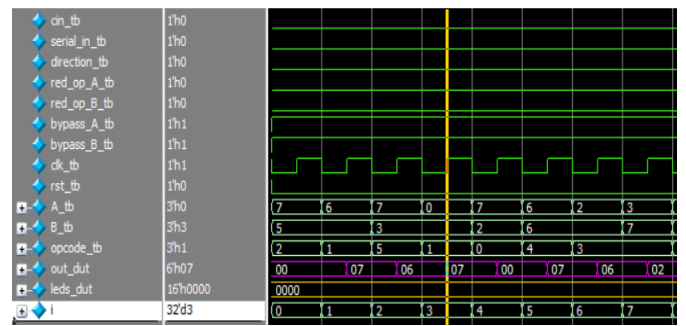 cin_tb 1'h0
serial_in_tb 1'h0
direction_tb 1'h0
red_op_A_tb 1'h0
red_op_B_tb 1'h0
bypass_A_tb 1'h1
bypass_B_tb 1'h1
clk_tb 1'h1
rst_tb 1'h0
A_tb 3'h0 7 6 7 0 7 6 2 3
B_tb 3'h3 5 3 2 6 7
opcode_tb 3'h1 2 1 5 1 0 4 3
out_dut 6'h07 00 07 06 07 00 07 06 02
leds_dut 16'h0000 0000
i 32'd3 0 1 2 3 4 5 6 7